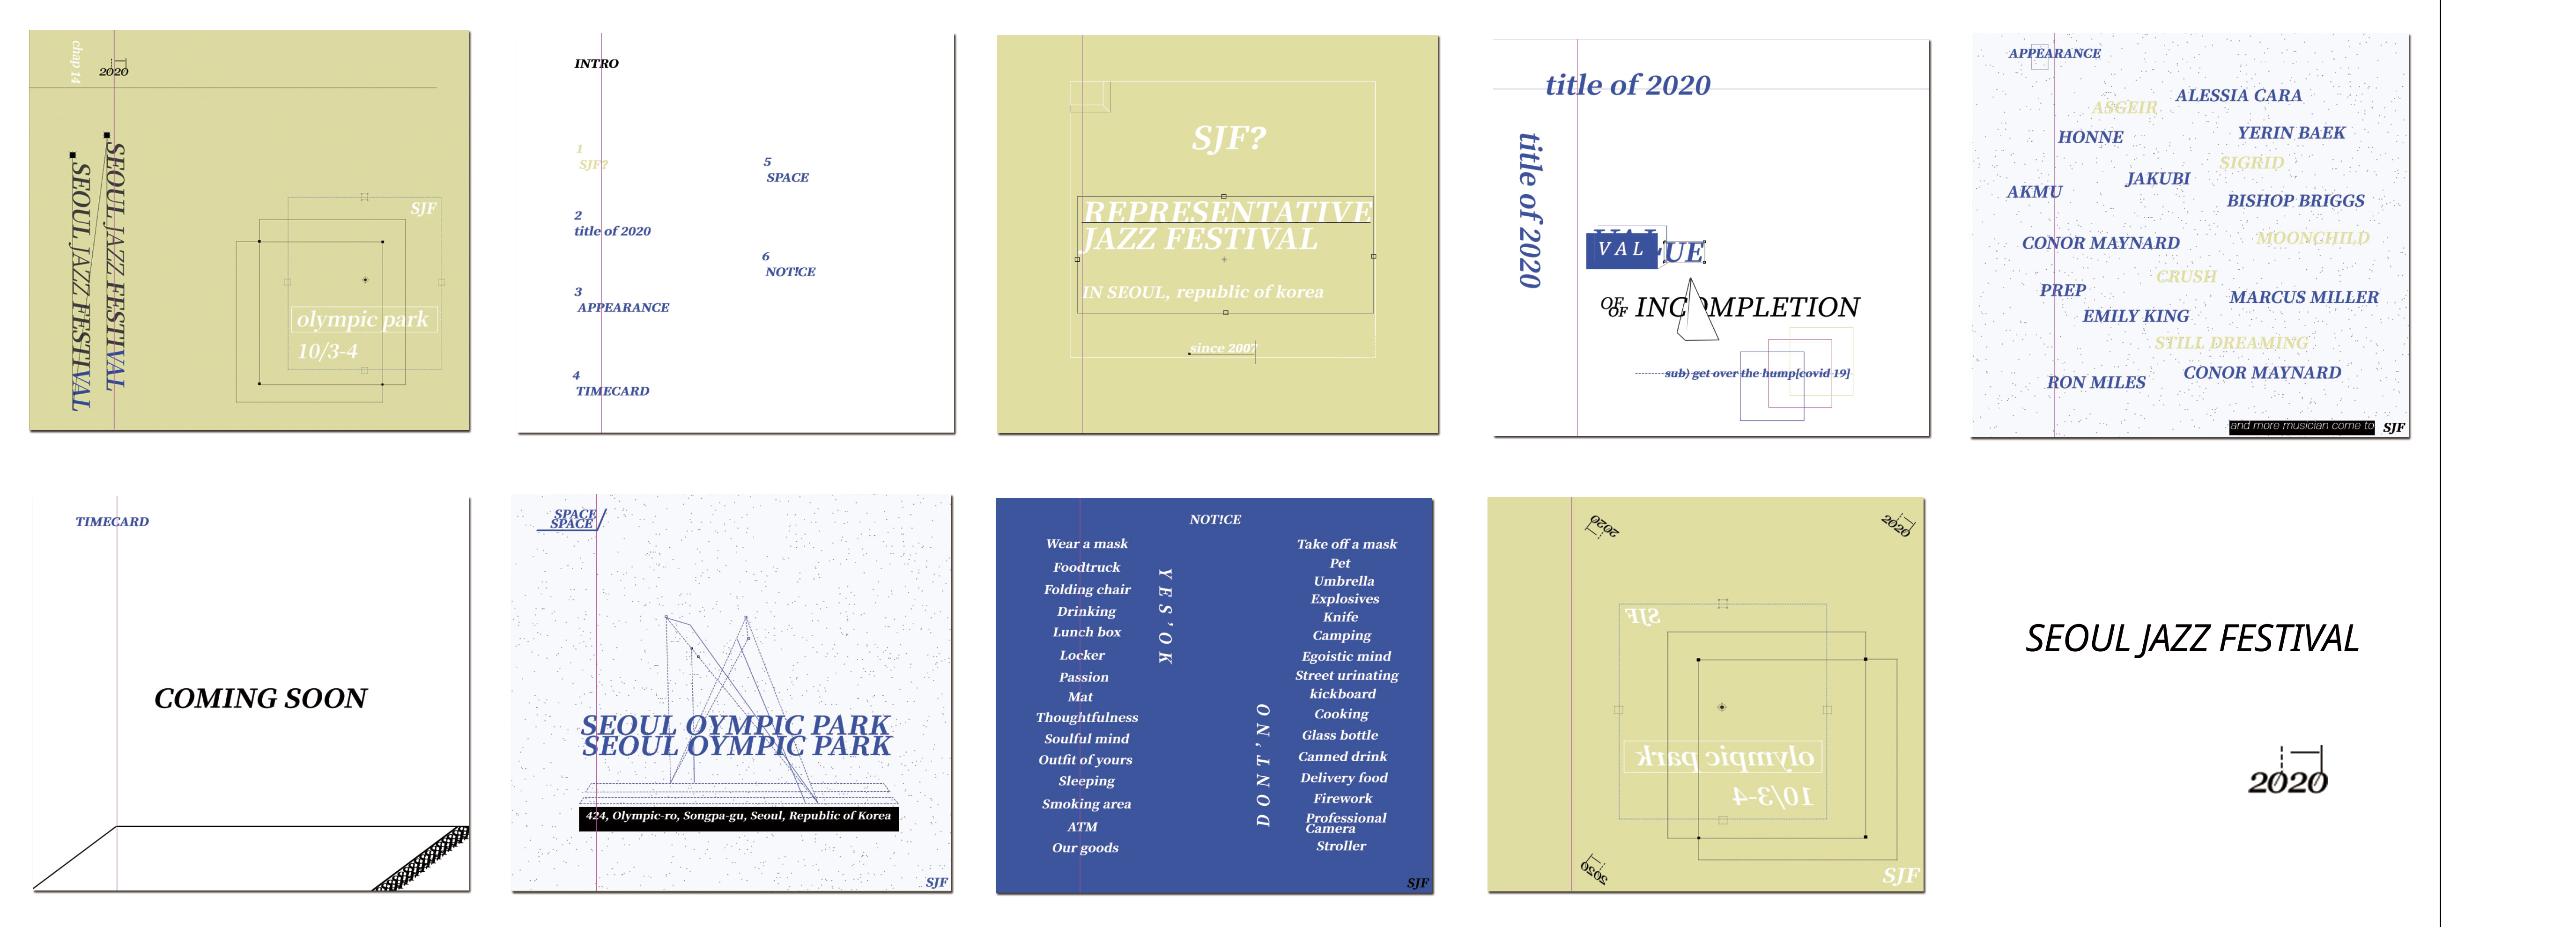 chap 14
2020
SEOUL JAZZ FESTIVAL
SEOUL JAZZ FESTIVAL
SJF
olympic park
10/3-4
INTRO
1
SJF?
2
title of 2020
3
APPEARANCE
4
TIMECARD
5
SPACE
6
NOT!CE
SJF?
REPRESENTATIVE
JAZZ FESTIVAL
IN SEOUL, republic of korea
since 2007
title of 2020
title of 2020
VALUE
VAL
OF
OF INCOMPLETION
sub) get over the hump[covid 19]
APPEARANCE
ALESSIA CARA
ASGEIR
YERIN BAEK
HONNE
SIGRID
JAKUBI
AKMU
BISHOP BRIGGS
MOONCHILD
CONOR MAYNARD
CRUSH
PREP
MARCUS MILLER
EMILY KING
STILL DREAMING
CONOR MAYNARD
RON MILES
and more musician come to
SJF
TIMECARD
COMING SOON
SPACE
SPACE
SEOUL OYMPIC PARK
SEOUL OYMPIC PARK
424, Olympic-ro, Songpa-gu, Seoul, Republic of Korea
SJF
NOT!CE
Wear a mask
Foodtruck
Folding chair
Drinking
Lunch box
Locker
Passion
Mat
Thoughtfulness
Soulful mind
Outfit of yours
Sleeping
Smoking area
ATM
Our goods
YES'OK
DONT'NO
Take off a mask
Pet
Umbrella
Explosives
Knife
Camping
Egoistic mind
Street urinating
kickboard
Cooking
Glass bottle
Canned drink
Delivery food
Firework
Professional
Camera
Stroller
SJF
2020
2020
SJF
olympic park
10/3-4
2020
SJF
SEOUL JAZZ FESTIVAL
2020